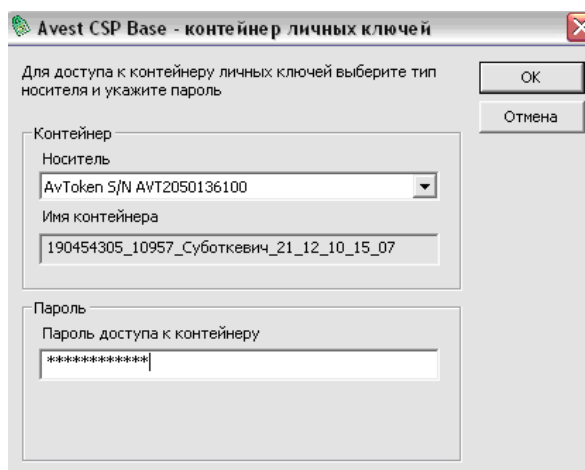 Avest CSP Base - контейнер личных ключей
Для доступа к контейнеру личных ключей выберите тип
носителя и укажите пароль
OK
Отмена
Контейнер
Носитель
AvToken S/N AVT2050136100
Имя контейнера
190454305_10957_Суботкевич_21_12_10_15_07
Пароль
Пароль доступа к контейнеру
************